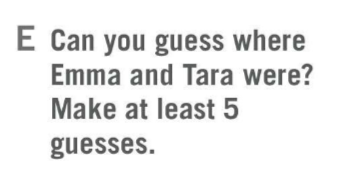 E Can you guess where
Emma and Tara were?
Make at least 5
guesses.